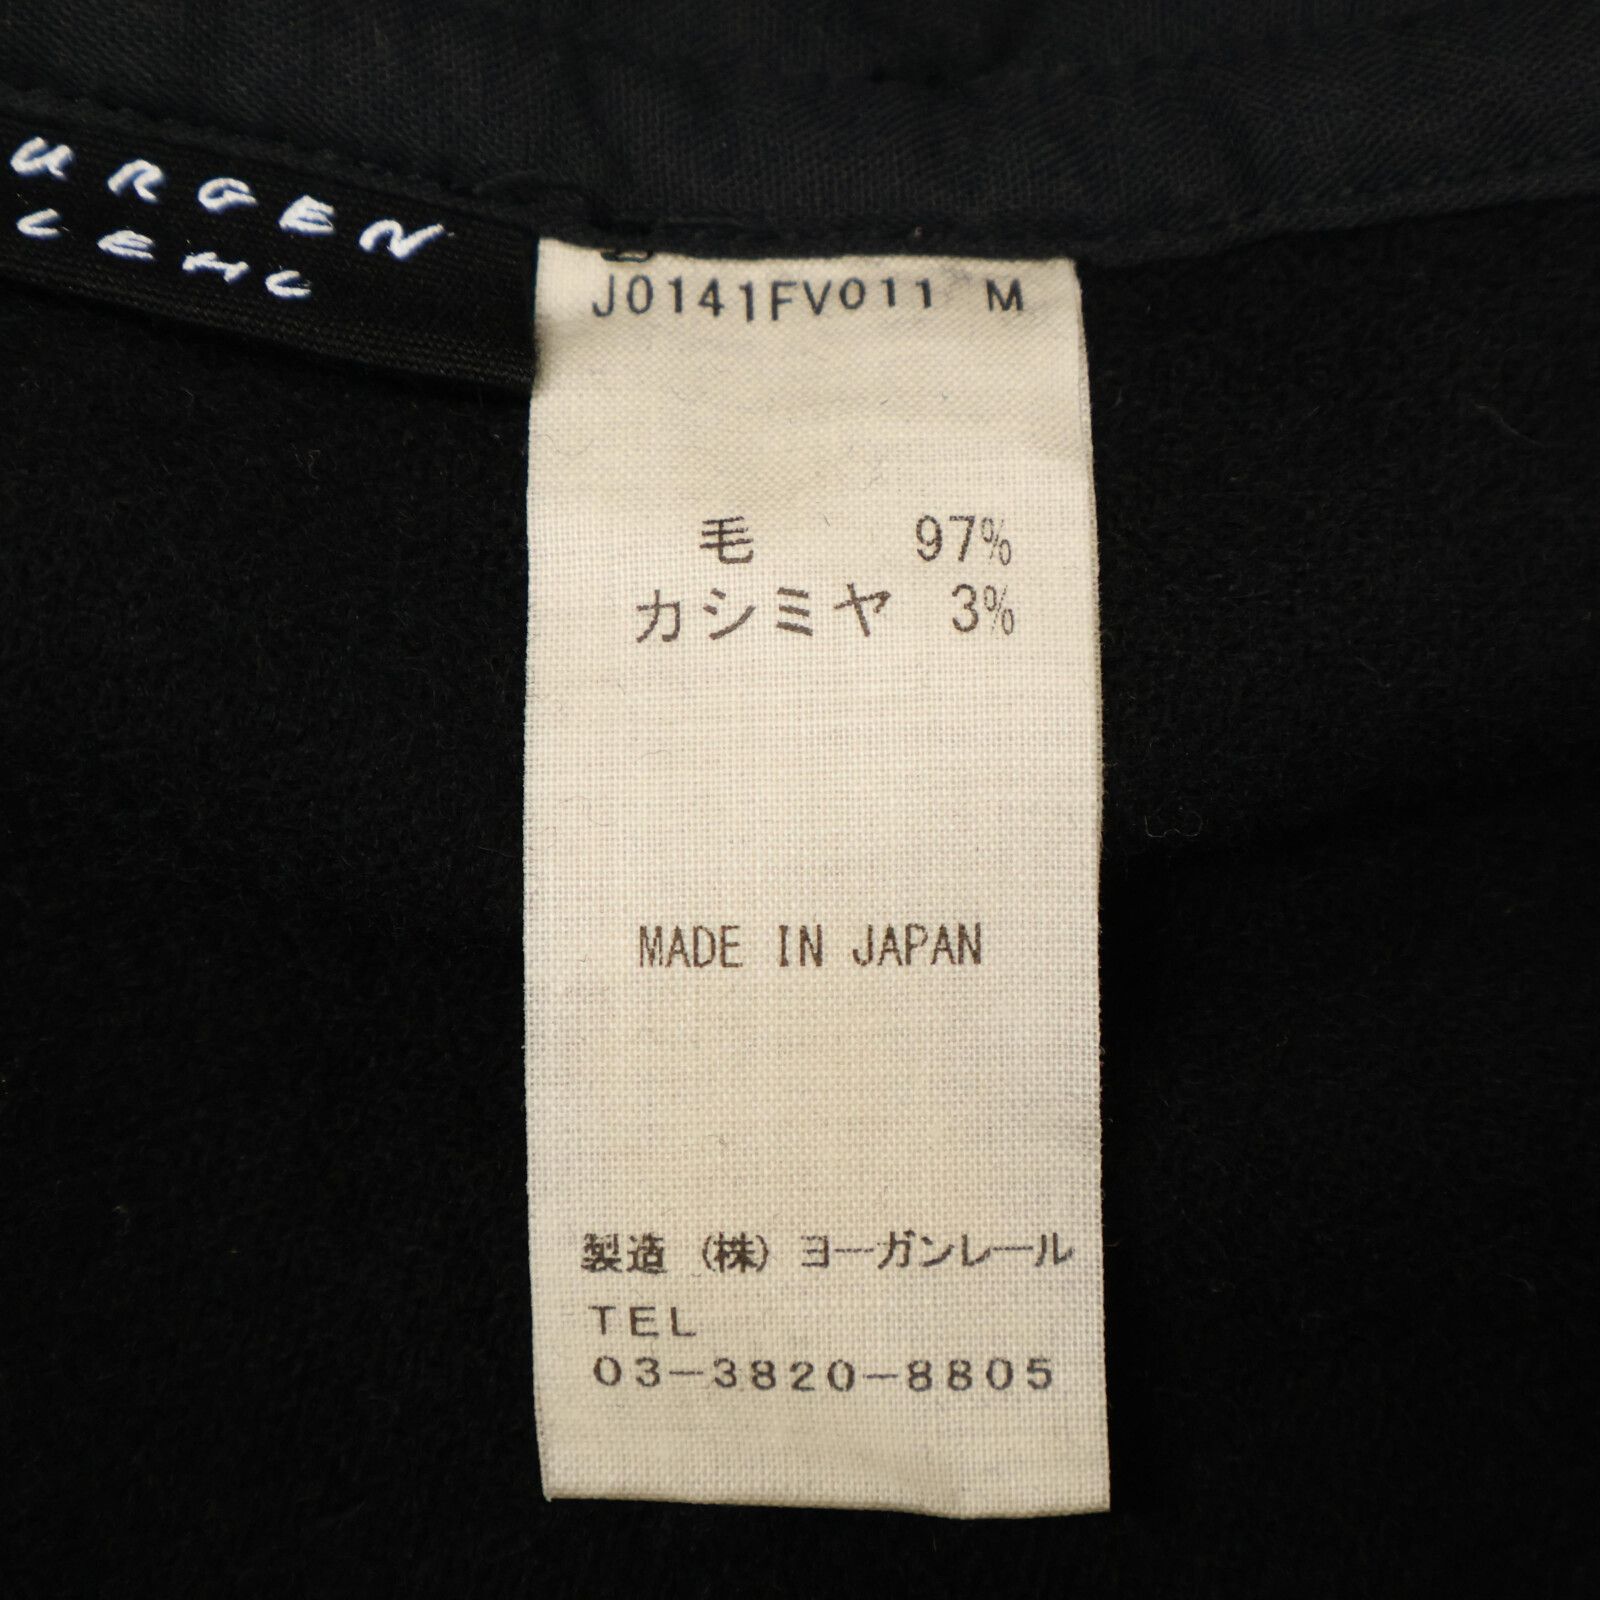 URGEN
LEHL
J0141FV011 M
毛 97%
カシミヤ 3%
MADE IN JAPAN
製造 (株) ヨーガンレール
TEL
03-3820-8805